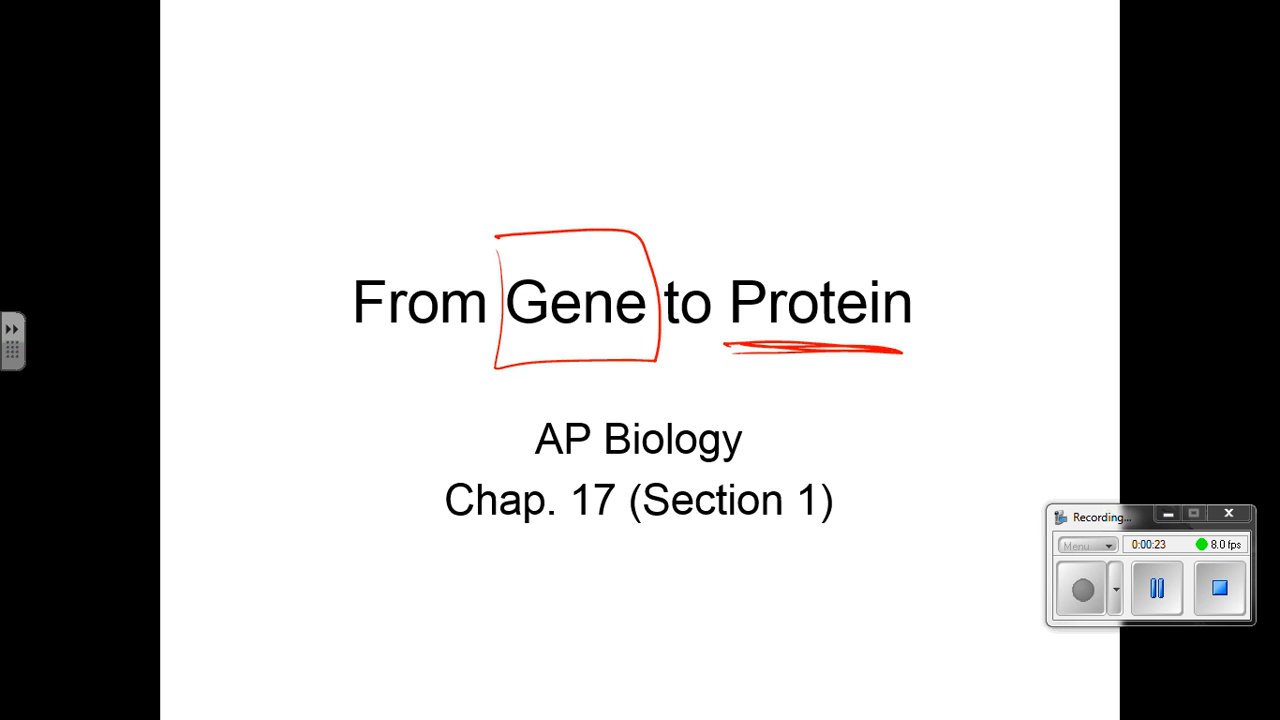 From Gene to Protein
AP Biology
Chap. 17 (Section 1)
Recording...
Menu
0:00:23
8.0 fps